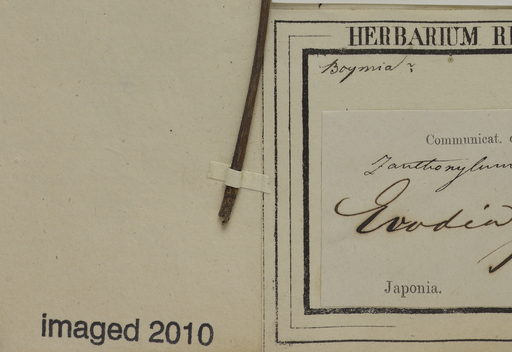 HERBARIUM
Boymia?
Communicat.
Zanthoxylum
Evodia
Japonia.
imaged 2010